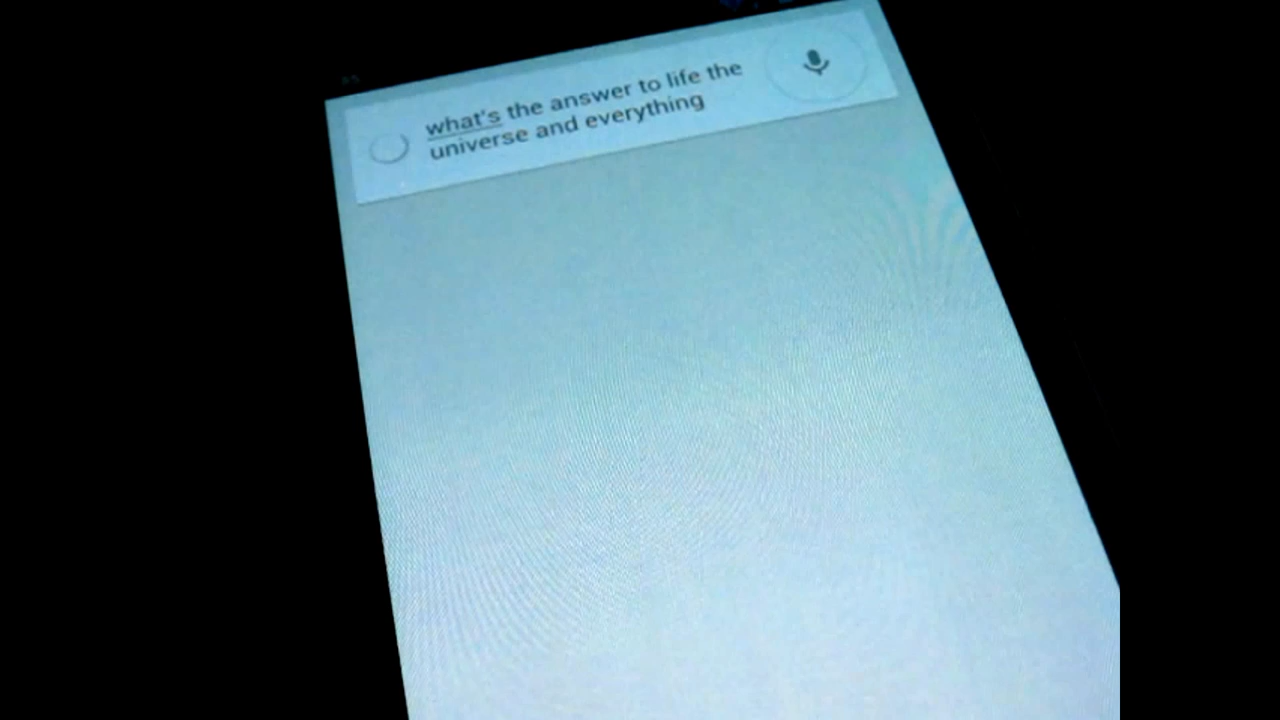 what's the answer to life the
universe and everything